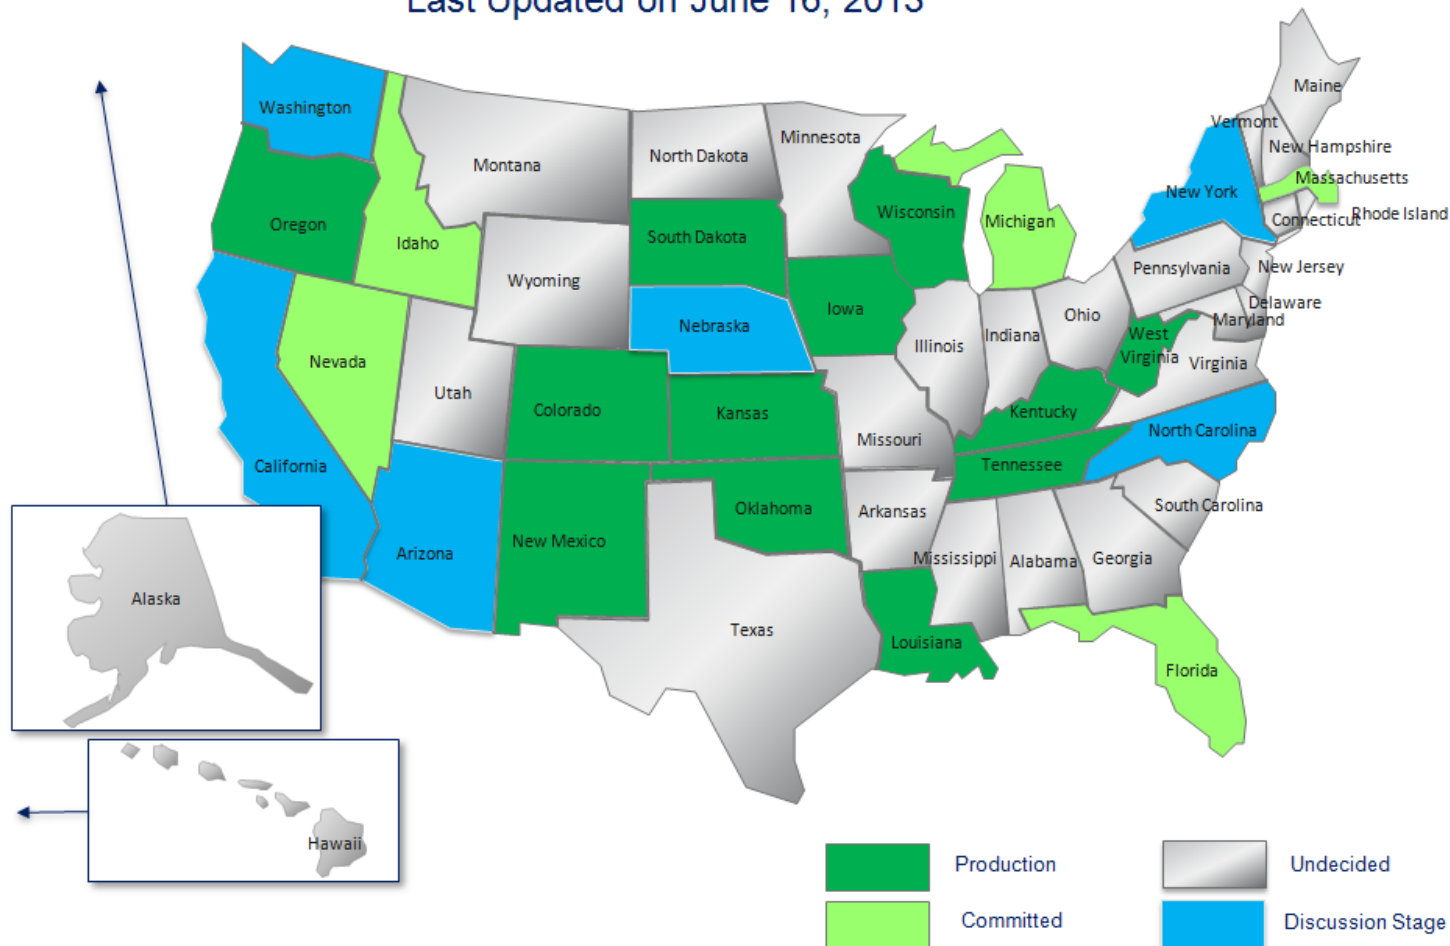 Last Updated on June 16, 2013
Washington
Montana
North Dakota
Minnesota
Maine
Vermont
New Hampshire
Massachusetts
Oregon
Idaho
South Dakota
Wisconsin
Michigan
New York
Connecticut
Rhode Island
Wyoming
Nebraska
Iowa
Pennsylvania
New Jersey
Delaware
Maryland
Nevada
Utah
Colorado
Kansas
Illinois
Indiana
Ohio
West
Virginia
Virginia
California
Missouri
Kentucky
North Carolina
Tennessee
Arizona
New Mexico
Oklahoma
Arkansas
South Carolina
Mississippi
Alabama
Georgia
Alaska
Texas
Louisiana
Florida
Hawaii
Production
Undecided
Committed
Discussion Stage